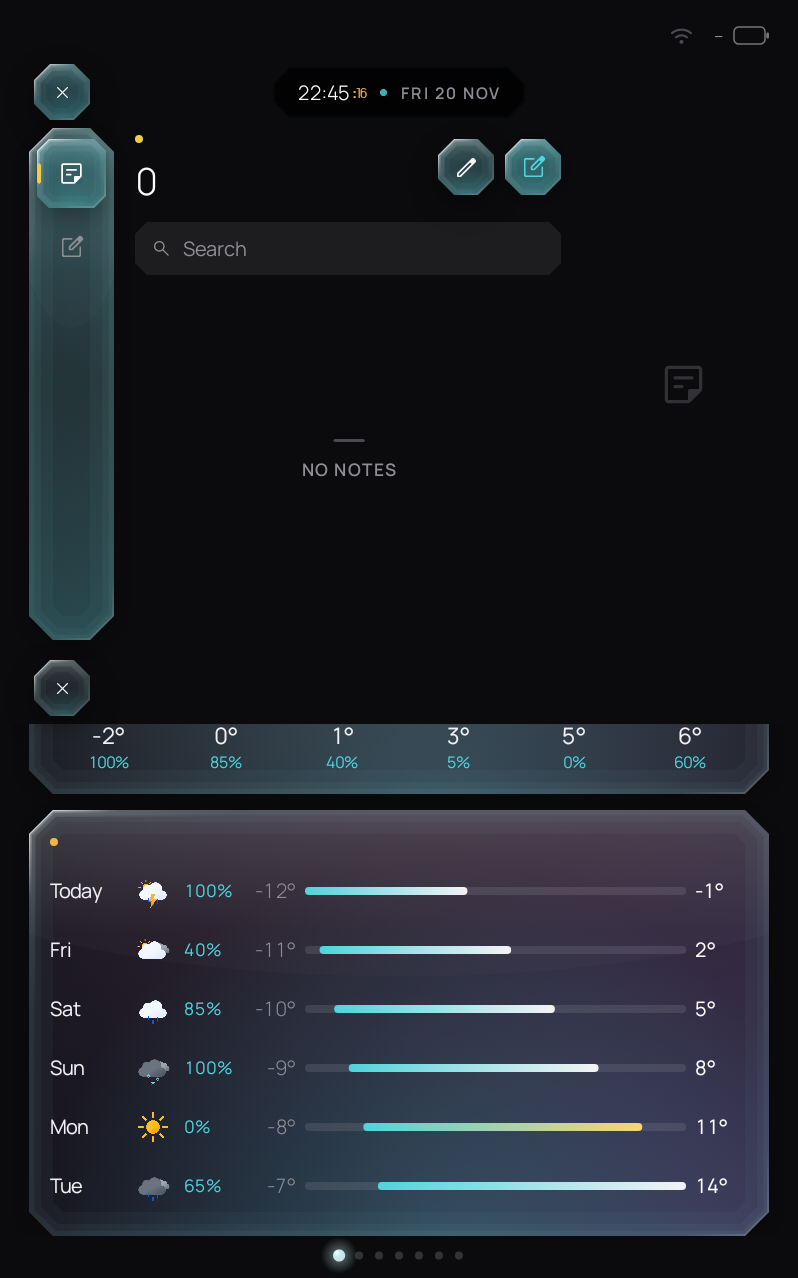 22:45:16 • FRI 20 NOV
0
Search
NO NOTES
-2° 0° 1° 3° 5° 6°
100% 85% 40% 5% 0% 60%
Today 100% -12° -1°
Fri 40% -11° 2°
Sat 85% -10° 5°
Sun 100% -9° 8°
Mon 0% -8° 11°
Tue 65% -7° 14°